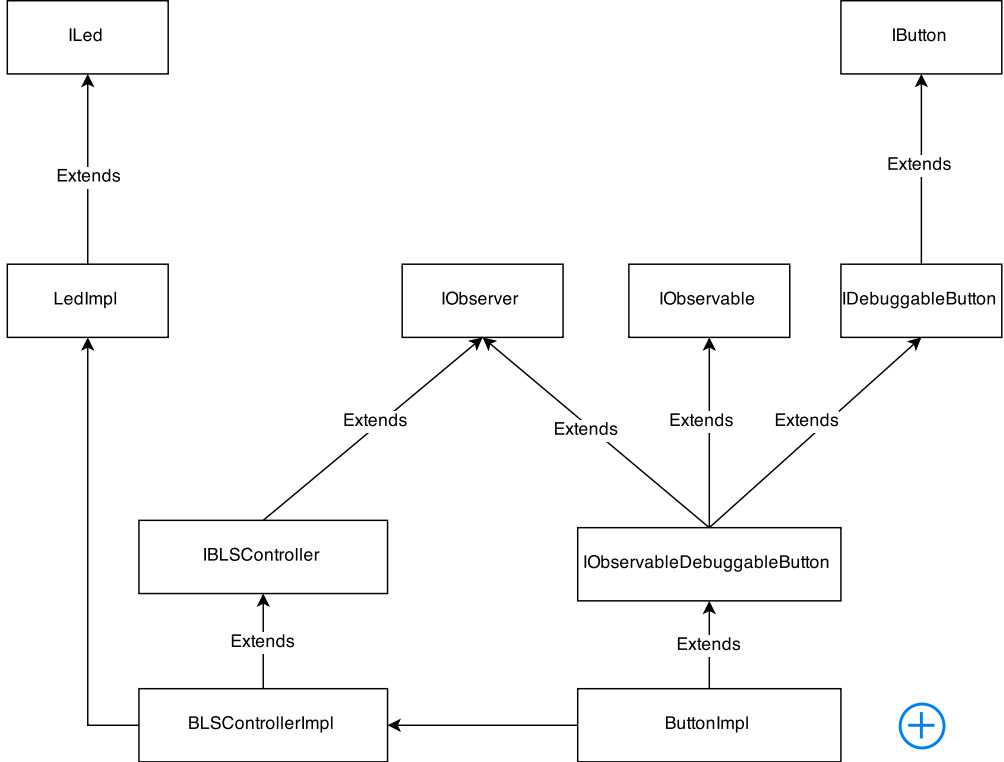 ILed
IButton
Extends
Extends
LedImpl
IObserver
IObservable
IDebuggableButton
Extends
Extends
Extends
Extends
IBLSController
IObservableDebuggableButton
Extends
Extends
BLSControllerImpl
ButtonImpl